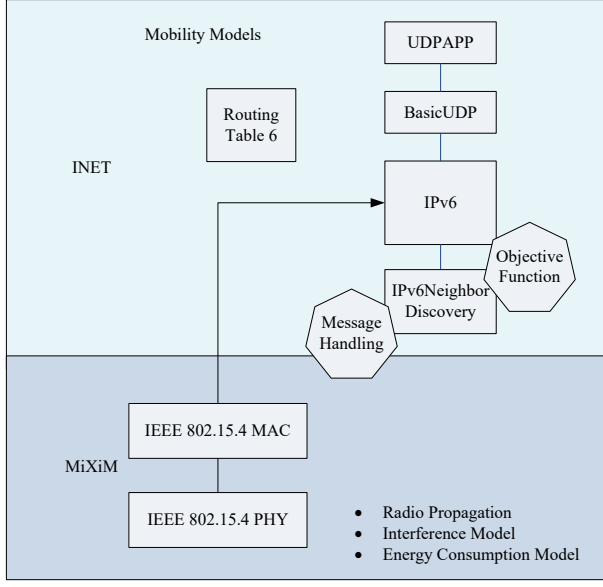 Mobility Models
UDPAPP
BasicUDP
Routing
Table 6
INET
IPv6
Objective
Function
IPv6Neighbor
Discovery
Message
Handling
IEEE 802.15.4 MAC
MiXiM
IEEE 802.15.4 PHY
• Radio Propagation
• Interference Model
• Energy Consumption Model